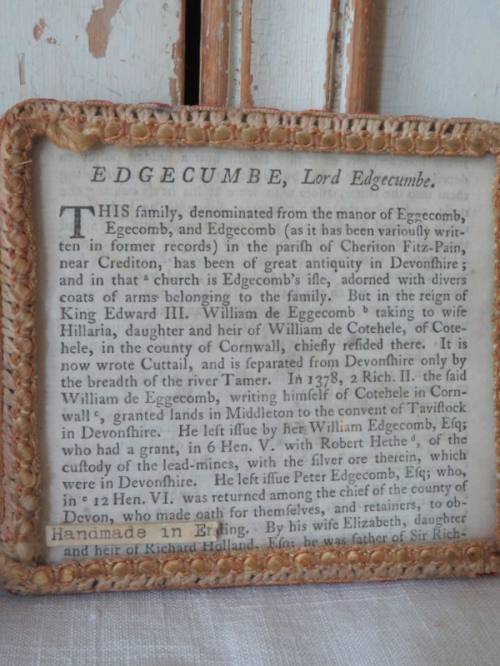 EDGECUMBE, Lord Edgecumbe.
THIS family, denominated from the manor of Eggecomb,
Egecomb, and Edgecomb (as it has been variouſly writ-
ten in former records) in the pariſh of Cheriton Fitz-Pain,
near Crediton, has been of great antiquity in Devonſhire;
and in that a church is Edgecomb's iſle, adorned with divers
coats of arms belonging to the family. But in the reign of
King Edward III. William de Eggecomb b taking to wife
Hillaria, daughter and heir of William de Cotehele, of Cote-
hele, in the county of Cornwall, chiefly reſided there. It is
now wrote Cuttail, and is ſeparated from Devonſhire only by
the breadth of the river Tamer. In 1378, 2 Rich. II. the ſaid
William de Eggecomb, writing himſelf of Cotehele in Corn-
wall c, granted lands in Middleton to the convent of Taviſtock
in Devonſhire. He left iſſue by her William Edgecomb, Eſq;
who had a grant, in 6 Hen. V. with Robert Hethe d, of the
cuſtody of the lead-mines, with the ſilver ore therein, which
were in Devonſhire. He left iſſue Peter Edgecomb, Eſq; who,
in e 12 Hen. VI. was returned among the chief of the county of
Devon, who made oath for themſelves, and retainers, to ob-
Handmade in ding. By his wife Elizabeth, daughter
and heir of Richard Holland, Eſq; he was father of Sir Rich-